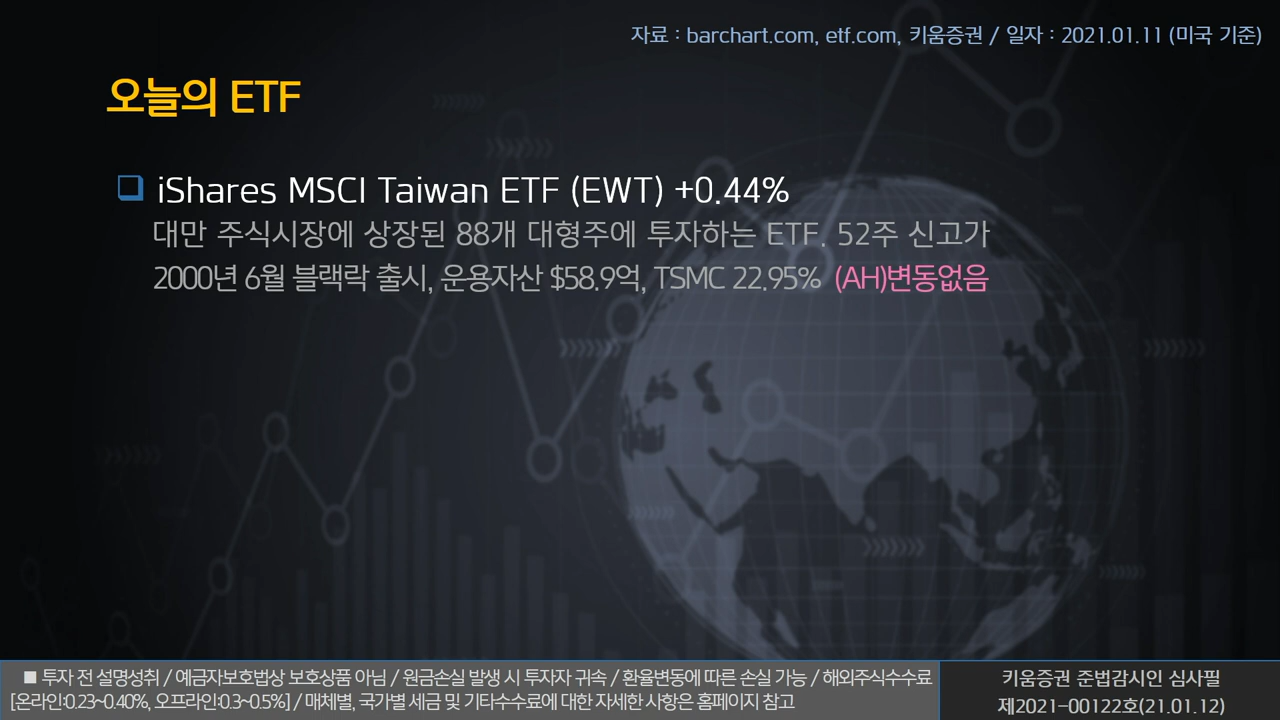 자료 : barchart.com, etf.com, 키움증권 / 일자 : 2021.01.11 (미국 기준)
오늘의 ETF
❑ iShares MSCI Taiwan ETF (EWT) +0.44%
대만 주식시장에 상장된 88개 대형주에 투자하는 ETF. 52주 신고가
2000년 6월 블랙락 출시, 운용자산 $58.9억, TSMC 22.95% (AH)변동없음
■ 투자 전 설명성취 / 예금자보호법상 보호상품 아님 / 원금손실 발생 시 투자자 귀속 / 환율변동에 따른 손실 가능 / 해외주식수수료
[온라인:0.23~0.40%, 오프라인:0.3~0.5%] / 매체별, 국가별 세금 및 기타수수료에 대한 자세한 사항은 홈페이지 참고
키움증권 준법감시인 심사필
제2021-00122호(21.01.12)